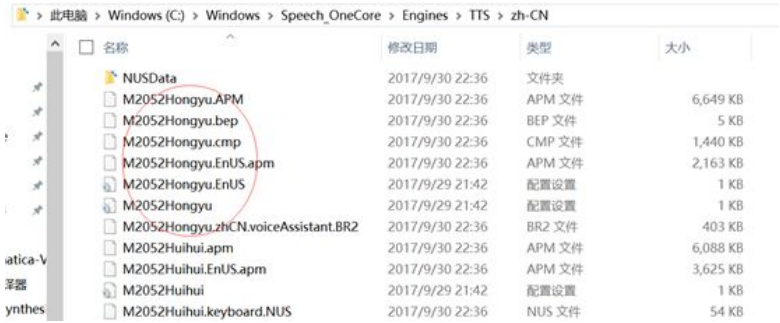 此电脑 > Windows (C:) > Windows > Speech_OneCore > Engines > TTS > zh-CN
名称 修改日期 类型 大小
NUSData 2017/9/30 22:36 文件夹
M2052Hongyu.APM 2017/9/30 22:36 APM 文件 6,649 KB
M2052Hongyu.bep 2017/9/30 22:36 BEP 文件 5 KB
M2052Hongyu.cmp 2017/9/30 22:36 CMP 文件 1,440 KB
M2052Hongyu.EnUS.apm 2017/9/30 22:36 APM 文件 2,163 KB
M2052Hongyu.EnUS 2017/9/29 21:42 配置设置 1 KB
M2052Hongyu 2017/9/29 21:42 配置设置 1 KB
M2052Hongyu.zhCN.voiceAssistant.BR2 2017/9/30 22:36 BR2 文件 403 KB
M2052Huihui.apm 2017/9/30 22:36 APM 文件 6,088 KB
atica-V M2052Huihui.EnUS.apm 2017/9/30 22:36 APM 文件 3,625 KB
译器 M2052Huihui 2017/9/29 21:42 配置设置 1 KB
ynthes M2052Huihui.keyboard.NUS 2017/9/30 22:36 NUS 文件 54 KB